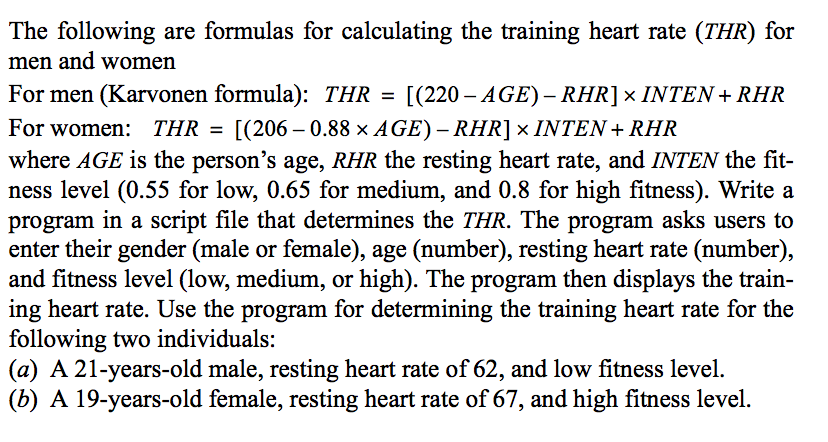 The following are formulas for calculating the training heart rate (THR) for
men and women
For men (Karvonen formula): THR = [(220 – AGE) – RHR] × INTEN + RHR
For women: THR = [(206 – 0.88 × AGE) – RHR] × INTEN + RHR
where AGE is the person’s age, RHR the resting heart rate, and INTEN the fit-
ness level (0.55 for low, 0.65 for medium, and 0.8 for high fitness). Write a
program in a script file that determines the THR. The program asks users to
enter their gender (male or female), age (number), resting heart rate (number),
and fitness level (low, medium, or high). The program then displays the train-
ing heart rate. Use the program for determining the training heart rate for the
following two individuals:
(a) A 21-years-old male, resting heart rate of 62, and low fitness level.
(b) A 19-years-old female, resting heart rate of 67, and high fitness level.